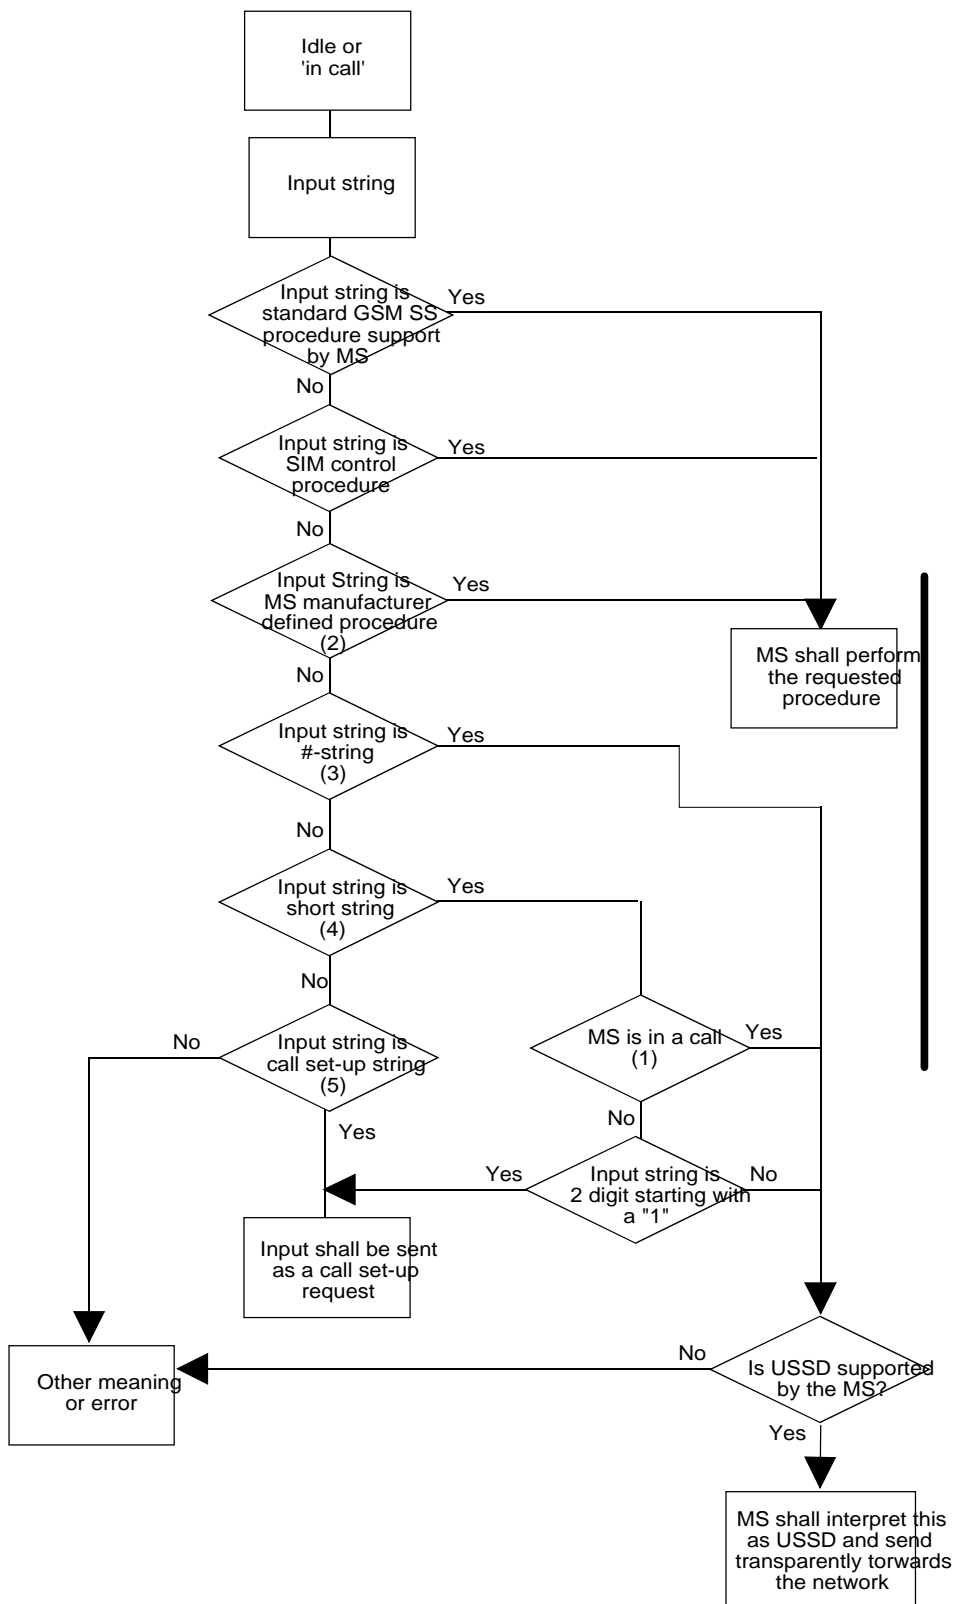 Idle or
'in call'
Input string
Input string is
standard GSM SS
procedure support
by MS
Yes
No
Input string is
SIM control
procedure
Yes
No
Input String is
MS manufacturer
defined procedure
(2)
Yes
No
MS shall perform
the requested
procedure
Input string is
#-string
(3)
Yes
No
Input string is
short string
(4)
Yes
No
Input string is
call set-up string
(5)
No
Yes
MS is in a call
(1)
Yes
No
Input string is
2 digit starting with
a "1"
Yes
No
Input shall be sent
as a call set-up
request
Other meaning
or error
Is USSD supported
by the MS?
No
Yes
MS shall interpret this
as USSD and send
transparently torwards
the network